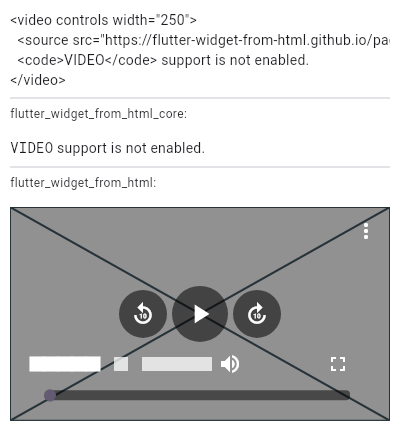 <video controls width="250">
<source src="https://flutter-widget-from-html.github.io/pa
<code>VIDEO</code> support is not enabled.
</video>
flutter_widget_from_html_core:
VIDEO support is not enabled.
flutter_widget_from_html:
10 10